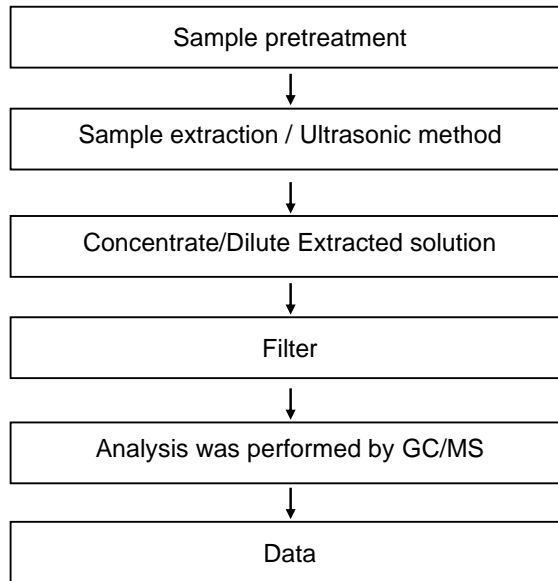 Sample pretreatment
Sample extraction / Ultrasonic method
Concentrate/Dilute Extracted solution
Filter
Analysis was performed by GC/MS
Data